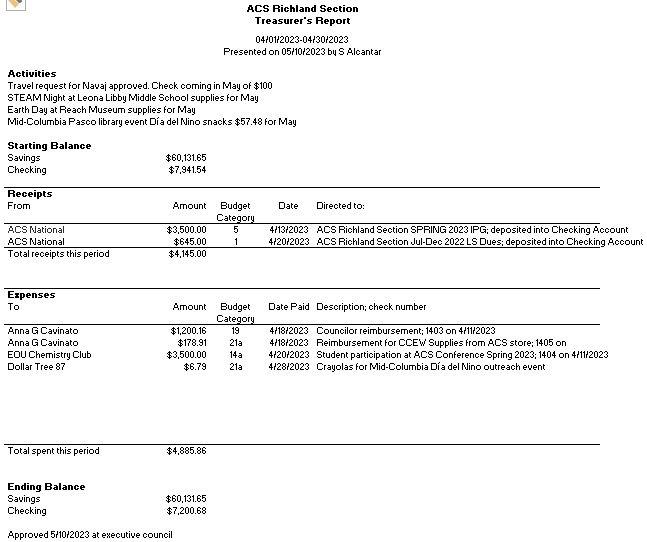 ACS Richland Section
Treasurer's Report
04/01/2023-04/30/2023
Presented on 05/10/2023 by S Alcantar
Activities
Travel request for Navaj approved. Check coming in May of $100
STEAM Night at Leona Libby Middle School supplies for May
Earth Day at Reach Museum supplies for May
Mid-Columbia Pasco library event Día del Nino snacks $57.48 for May
Starting Balance
Savings $60,131.65
Checking $7,941.54
Receipts
From Amount Budget Category Date Directed to:
ACS National $3,500.00 5 4/13/2023 ACS Richland Section SPRING 2023 IPG; deposited into Checking Account
ACS National $645.00 1 4/20/2023 ACS Richland Section Jul-Dec 2022 LS Dues; deposited into Checking Account
Total receipts this period $4,145.00
Expenses
To Amount Budget Category Date Paid Description; check number
Anna G Cavinato $1,200.16 19 4/18/2023 Councilor reimbursement; 1403 on 4/11/2023
Anna G Cavinato $178.91 21a 4/18/2023 Reimbursement for CCEW Supplies from ACS store; 1405 on
EOU Chemistry Club $3,500.00 14a 4/20/2023 Student participation at ACS Conference Spring 2023; 1404 on 4/11/2023
Dollar Tree 87 $6.79 21a 4/28/2023 Crayolas for Mid-Columbia Día del Nino outreach event
Total spent this period $4,885.86
Ending Balance
Savings $60,131.65
Checking $7,200.68
Approved 5/10/2023 at executive council